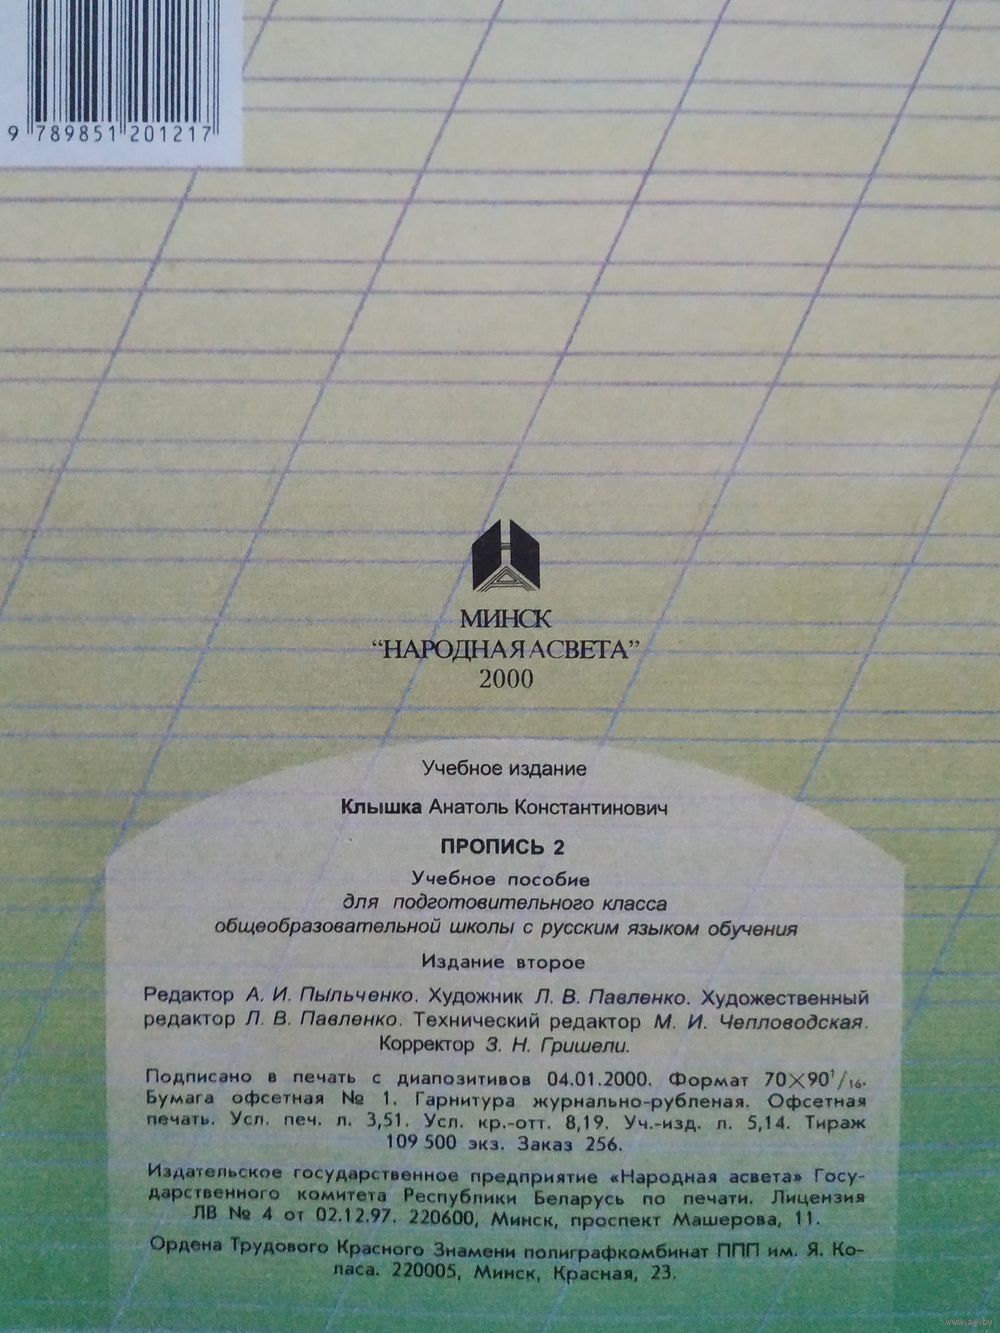 9 789851 201217
МИНСК
“НАРОДНАЯ АСВЕТА”
2000
Учебное издание
Клышка Анатоль Константинович
ПРОПИСЬ 2
Учебное пособие
для подготовительного класса
общеобразовательной школы с русским языком обучения
Издание второе
Редактор А. И. Пыльченко. Художник Л. В. Павленко. Художественный
редактор Л. В. Павленко. Технический редактор М. И. Чепловодская.
Корректор З. Н. Гришели.
Подписано в печать с диапозитивов 04.01.2000. Формат 70×90¹/₁₆.
Бумага офсетная № 1. Гарнитура журнально-рубленая. Офсетная
печать. Усл. печ. л. 3,51. Усл. кр.-отт. 8,19. Уч.-изд. л. 5,14. Тираж
109 500 экз. Заказ 256.
Издательское государственное предприятие «Народная асвета» Госу-
дарственного комитета Республики Беларусь по печати. Лицензия
ЛВ № 4 от 02.12.97. 220600, Минск, проспект Машерова, 11.
Ордена Трудового Красного Знамени полиграфкомбинат ППП им. Я. Ко-
ласа. 220005, Минск, Красная, 23.
www.ay.by